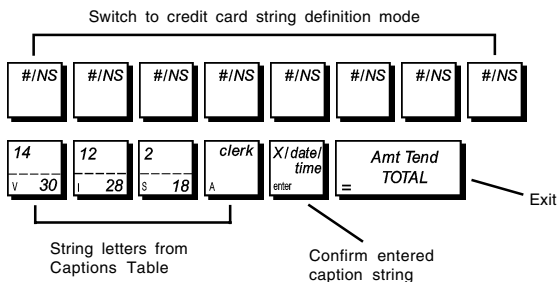 Switch to credit card string definition mode
#/NS #/NS #/NS #/NS #/NS #/NS #/NS #/NS
14 12 2 clerk X/date/ Amt Tend
time TOTAL
V 30 I 28 S 18 A enter =
Exit
String letters from Confirm entered
Captions Table caption string